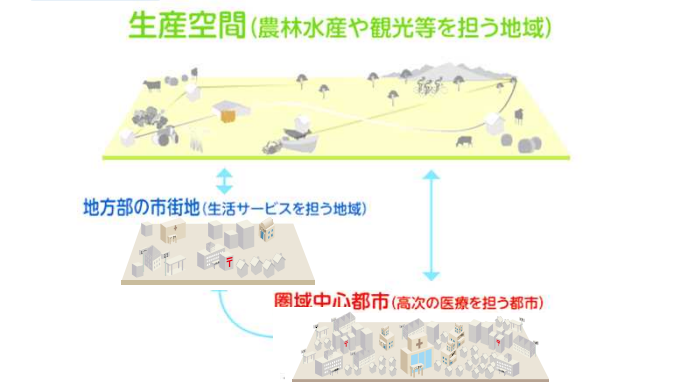 生産空間(農林水産や観光等を担う地域)
地方部の市街地(生活サービスを担う地域)
圏域中心都市(高次の医療を担う都市)